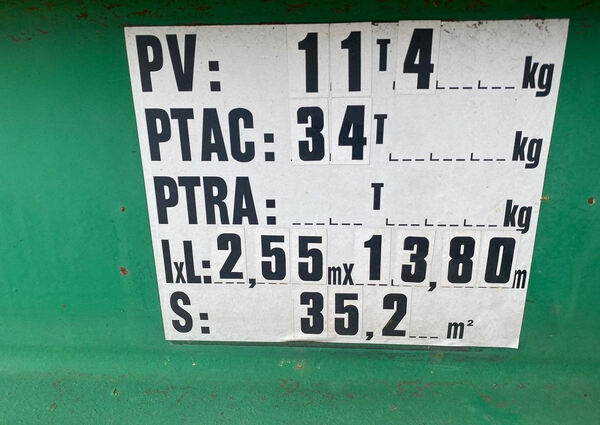 PV: 11T4 kg
PTAC: 34T kg
PTRA: T kg
lxL: 2,55mx13,80m
S: 35,2 m²